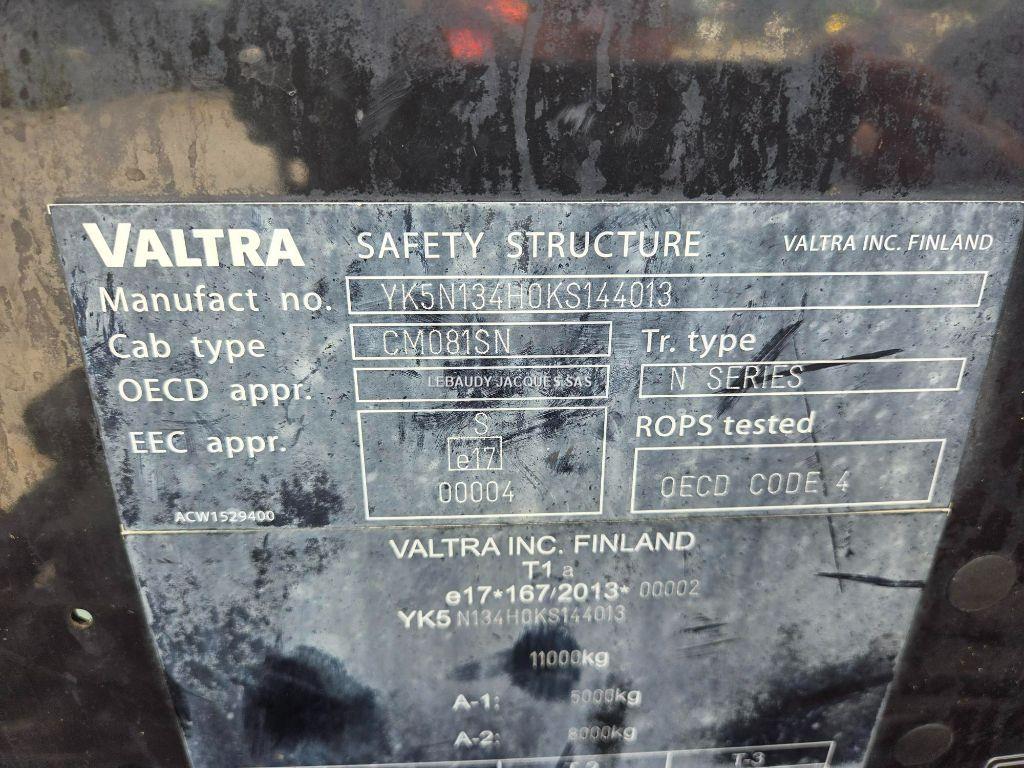 VALTRA SAFETY STRUCTURE VALTRA INC. FINLAND
Manufact no. YK5N134H0KS144013
Cab type CM081SN Tr. type
OECD appr. LEBAUDY JACQUES SAS N SERIES
EEC appr. S ROPS tested
e17
00004 OECD CODE 4
ACW1529400
VALTRA INC. FINLAND
T1 a
e17*167/2013* 00002
YK5 N134H0KS144013
11000kg
A-1: 5000kg
A-2: 8000kg
T-3